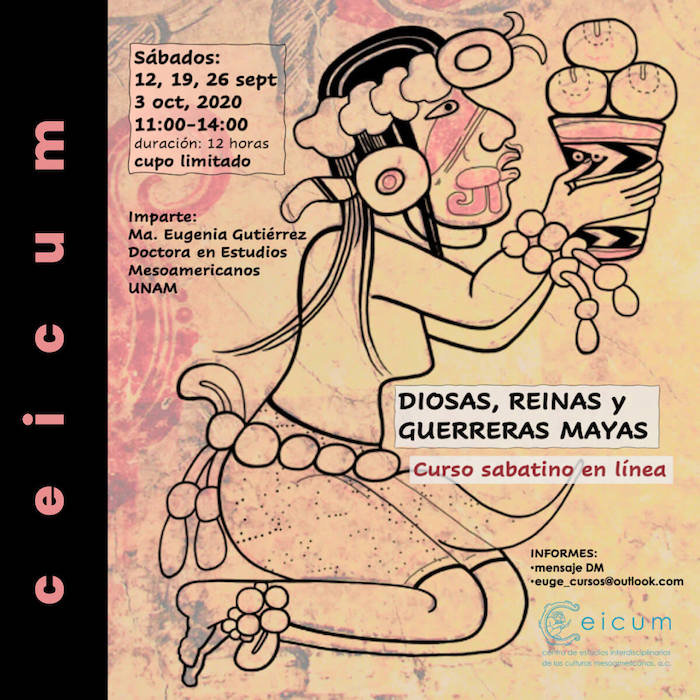 ceicum
Sábados:
12, 19, 26 sept
3 oct, 2020
11:00-14:00
duración: 12 horas
cupo limitado
Imparte:
Ma. Eugenia Gutiérrez
Doctora en Estudios
Mesoamericanos
UNAM
DIOSAS, REINAS y
GUERRERAS MAYAS
Curso sabatino en línea
INFORMES:
•mensaje DM
•euge_cursos@outlook.com
Ceicum
centro de estudios interdisciplinarios
de las culturas mesoamericanas, a.c.